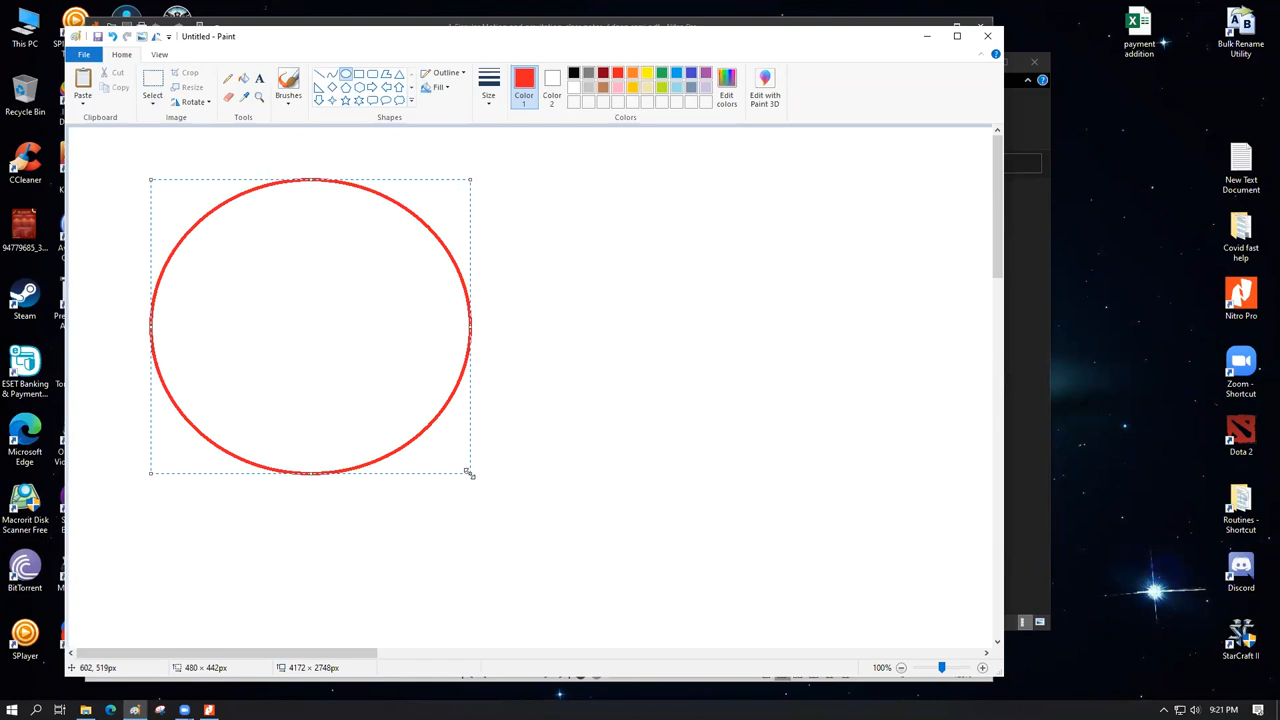 This PC
Untitled - Paint
File
Home
View
Cut
Copy
Paste
Clipboard
Crop
Resize
Rotate
Select
Image
Tools
Brushes
Outline
Fill
Shapes
Size
Color
1
Color
2
Colors
Edit
colors
Edit with
Paint 3D
payment
addition
Bulk Rename
Utility
Recycle Bin
CCleaner
New Text
Document
94779685_3...
Covid fast
help
Steam
Nitro Pro
ESET Banking
& Payment...
Zoom -
Shortcut
Microsoft
Edge
Dota 2
Macrorit Disk
Scanner Free
Routines -
Shortcut
BitTorrent
Discord
SPlayer
StarCraft II
602, 519px
480 × 442px
4172 × 2748px
100%
9:21 PM